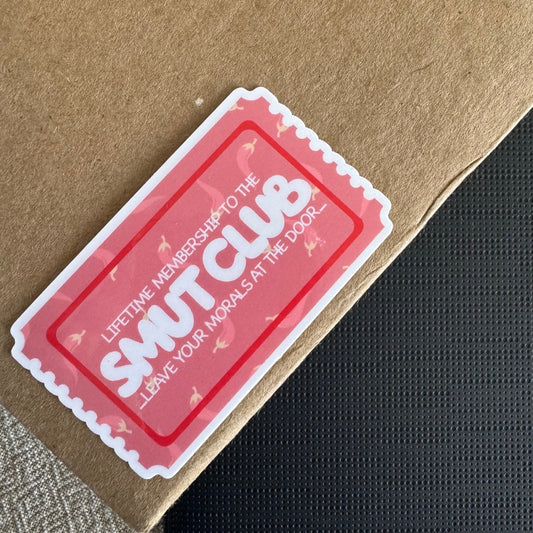 LIFETIME MEMBERSHIP TO THE
SMUT CLUB
...LEAVE YOUR MORALS AT THE DOOR...